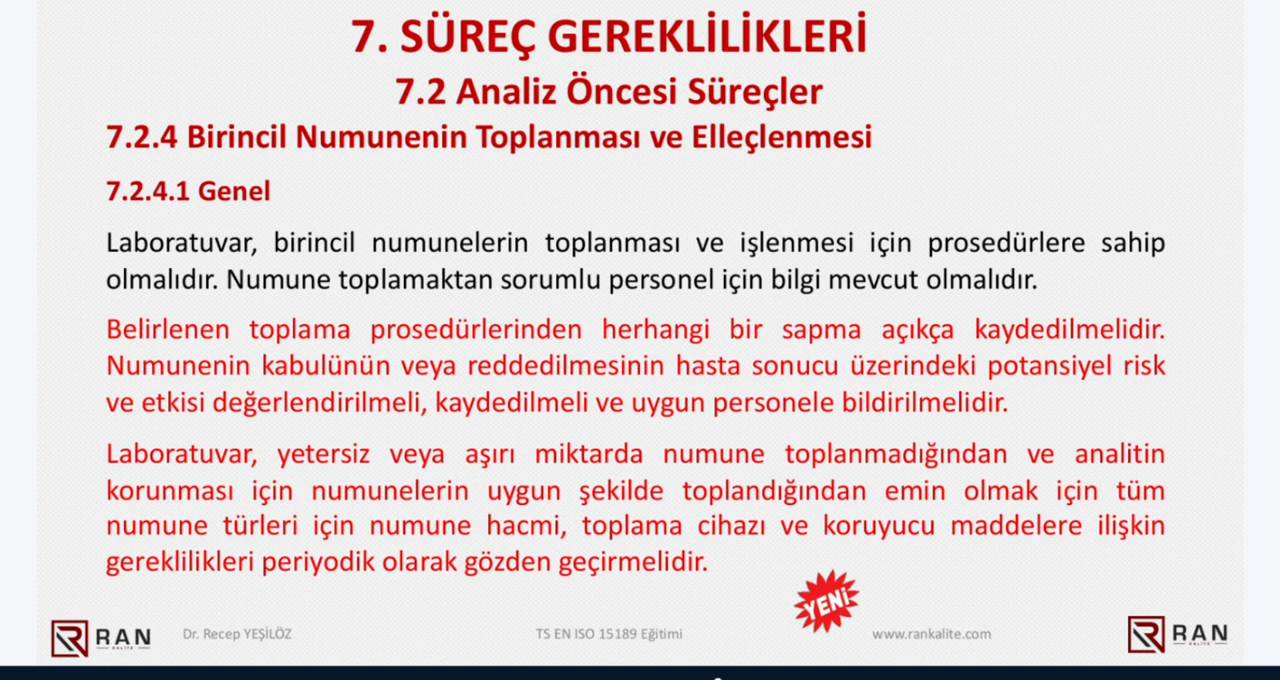 7. SÜREÇ GEREKLİLİKLERİ
7.2 Analiz Öncesi Süreçler
7.2.4 Birincil Numunenin Toplanması ve Elleçlenmesi
7.2.4.1 Genel
Laboratuvar, birincil numunelerin toplanması ve işlenmesi için prosedürlere sahip
olmalıdır. Numune toplamaktan sorumlu personel için bilgi mevcut olmalıdır.
Belirlenen toplama prosedürlerinden herhangi bir sapma açıkça kaydedilmelidir.
Numunenin kabulünün veya reddedilmesinin hasta sonucu üzerindeki potansiyel risk
ve etkisi değerlendirilmeli, kaydedilmeli ve uygun personele bildirilmelidir.
Laboratuvar, yetersiz veya aşırı miktarda numune toplanmadığından ve analitin
korunması için numunelerin uygun şekilde toplandığından emin olmak için tüm
numune türleri için numune hacmi, toplama cihazı ve koruyucu maddelere ilişkin
gereklilikleri periyodik olarak gözden geçirmelidir.
YENİ
RAN
KALİTE
Dr. Recep YEŞİLÖZ
TS EN ISO 15189 Eğitimi
www.rankalite.com
RAN
KALİTE